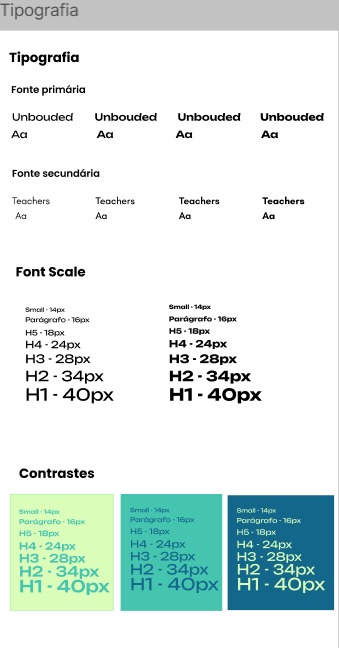 Tipografia
Tipografia
Fonte primária
Unbouded Unbouded Unbouded Unbouded
Aa Aa Aa Aa
Fonte secundária
Teachers Teachers Teachers Teachers
Aa Aa Aa Aa
Font Scale
Small - 14px
Parágrafo - 16px
H5 - 18px
H4 - 24px
H3 - 28px
H2 - 34px
H1 - 40px
Small - 14px
Parágrafo - 16px
H5 - 18px
H4 - 24px
H3 - 28px
H2 - 34px
H1 - 40px
Contrastes
Small - 14px
Parágrafo - 16px
H5 - 18px
H4 - 24px
H3 - 28px
H2 - 34px
H1 - 40px
Small - 14px
Parágrafo - 16px
H5 - 18px
H4 - 24px
H3 - 28px
H2 - 34px
H1 - 40px
Small - 14px
Parágrafo - 16px
H5 - 18px
H4 - 24px
H3 - 28px
H2 - 34px
H1 - 40px